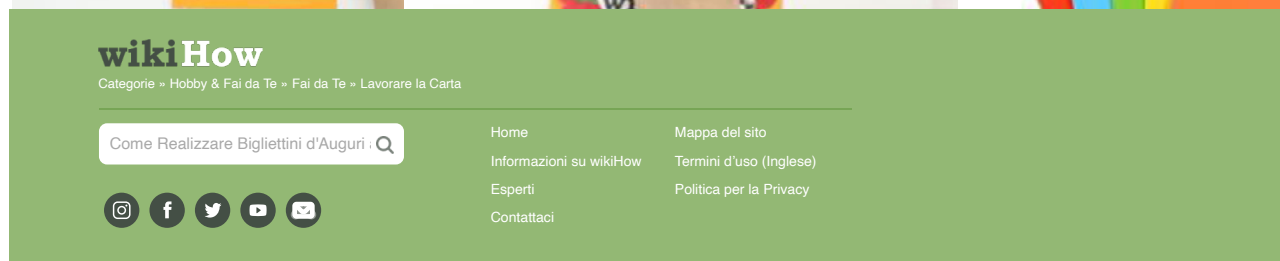 wikiHow
Categorie » Hobby & Fai da Te » Fai da Te » Lavorare la Carta
Come Realizzare Bigliettini d'Auguri
Home
Informazioni su wikiHow
Esperti
Contattaci
Mappa del sito
Termini d'uso (Inglese)
Politica per la Privacy